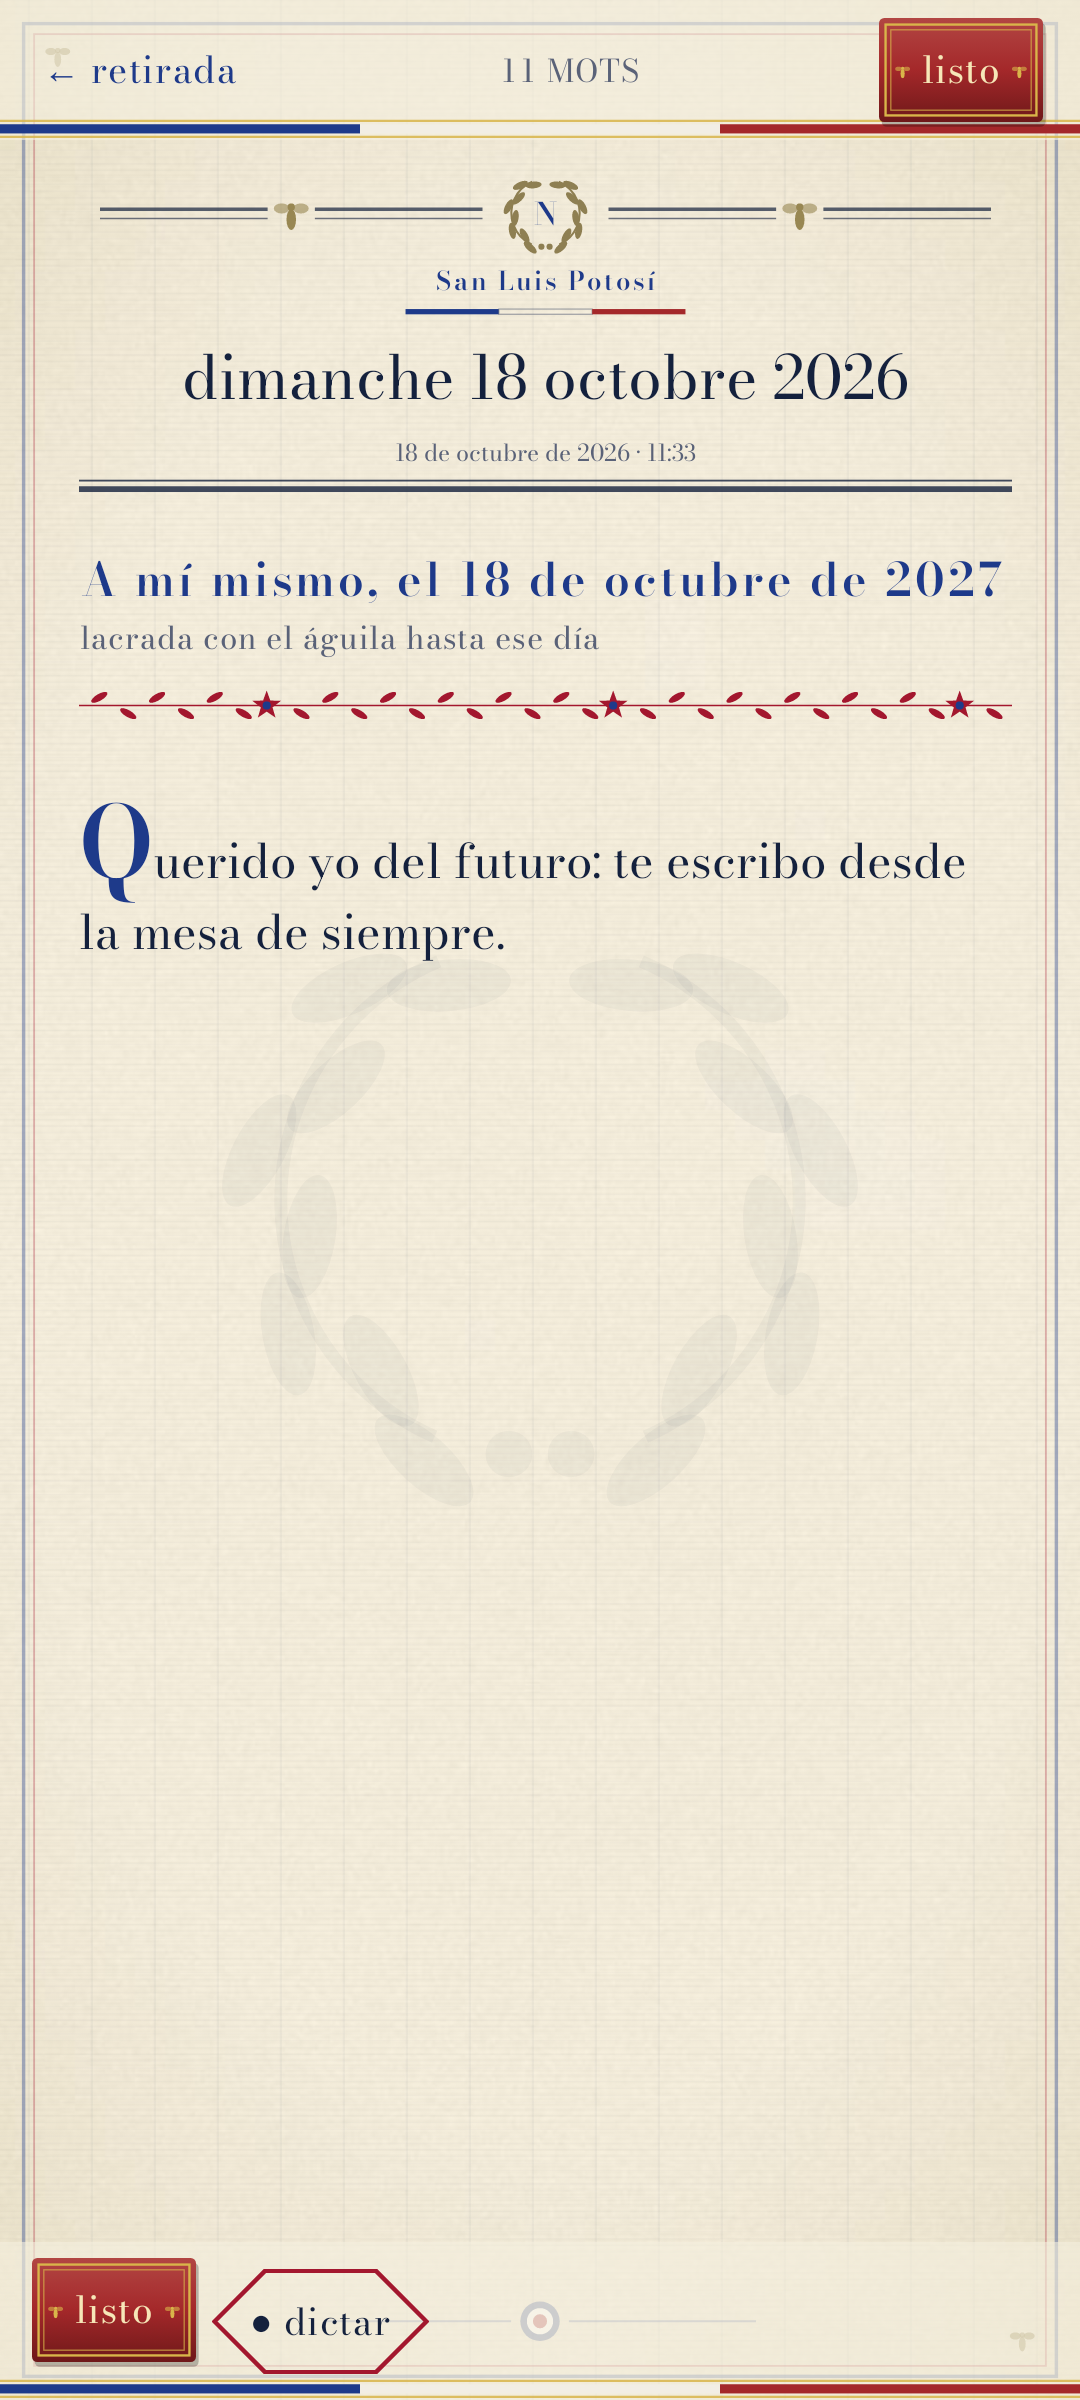 ← retirada
11 MOTS
listo
N
San Luis Potosí
dimanche 18 octobre 2026
18 de octubre de 2026 · 11:33
A mí mismo, el 18 de octubre de 2027
lacrada con el águila hasta ese día
Querido yo del futuro: te escribo desde
la mesa de siempre.
listo
● dictar